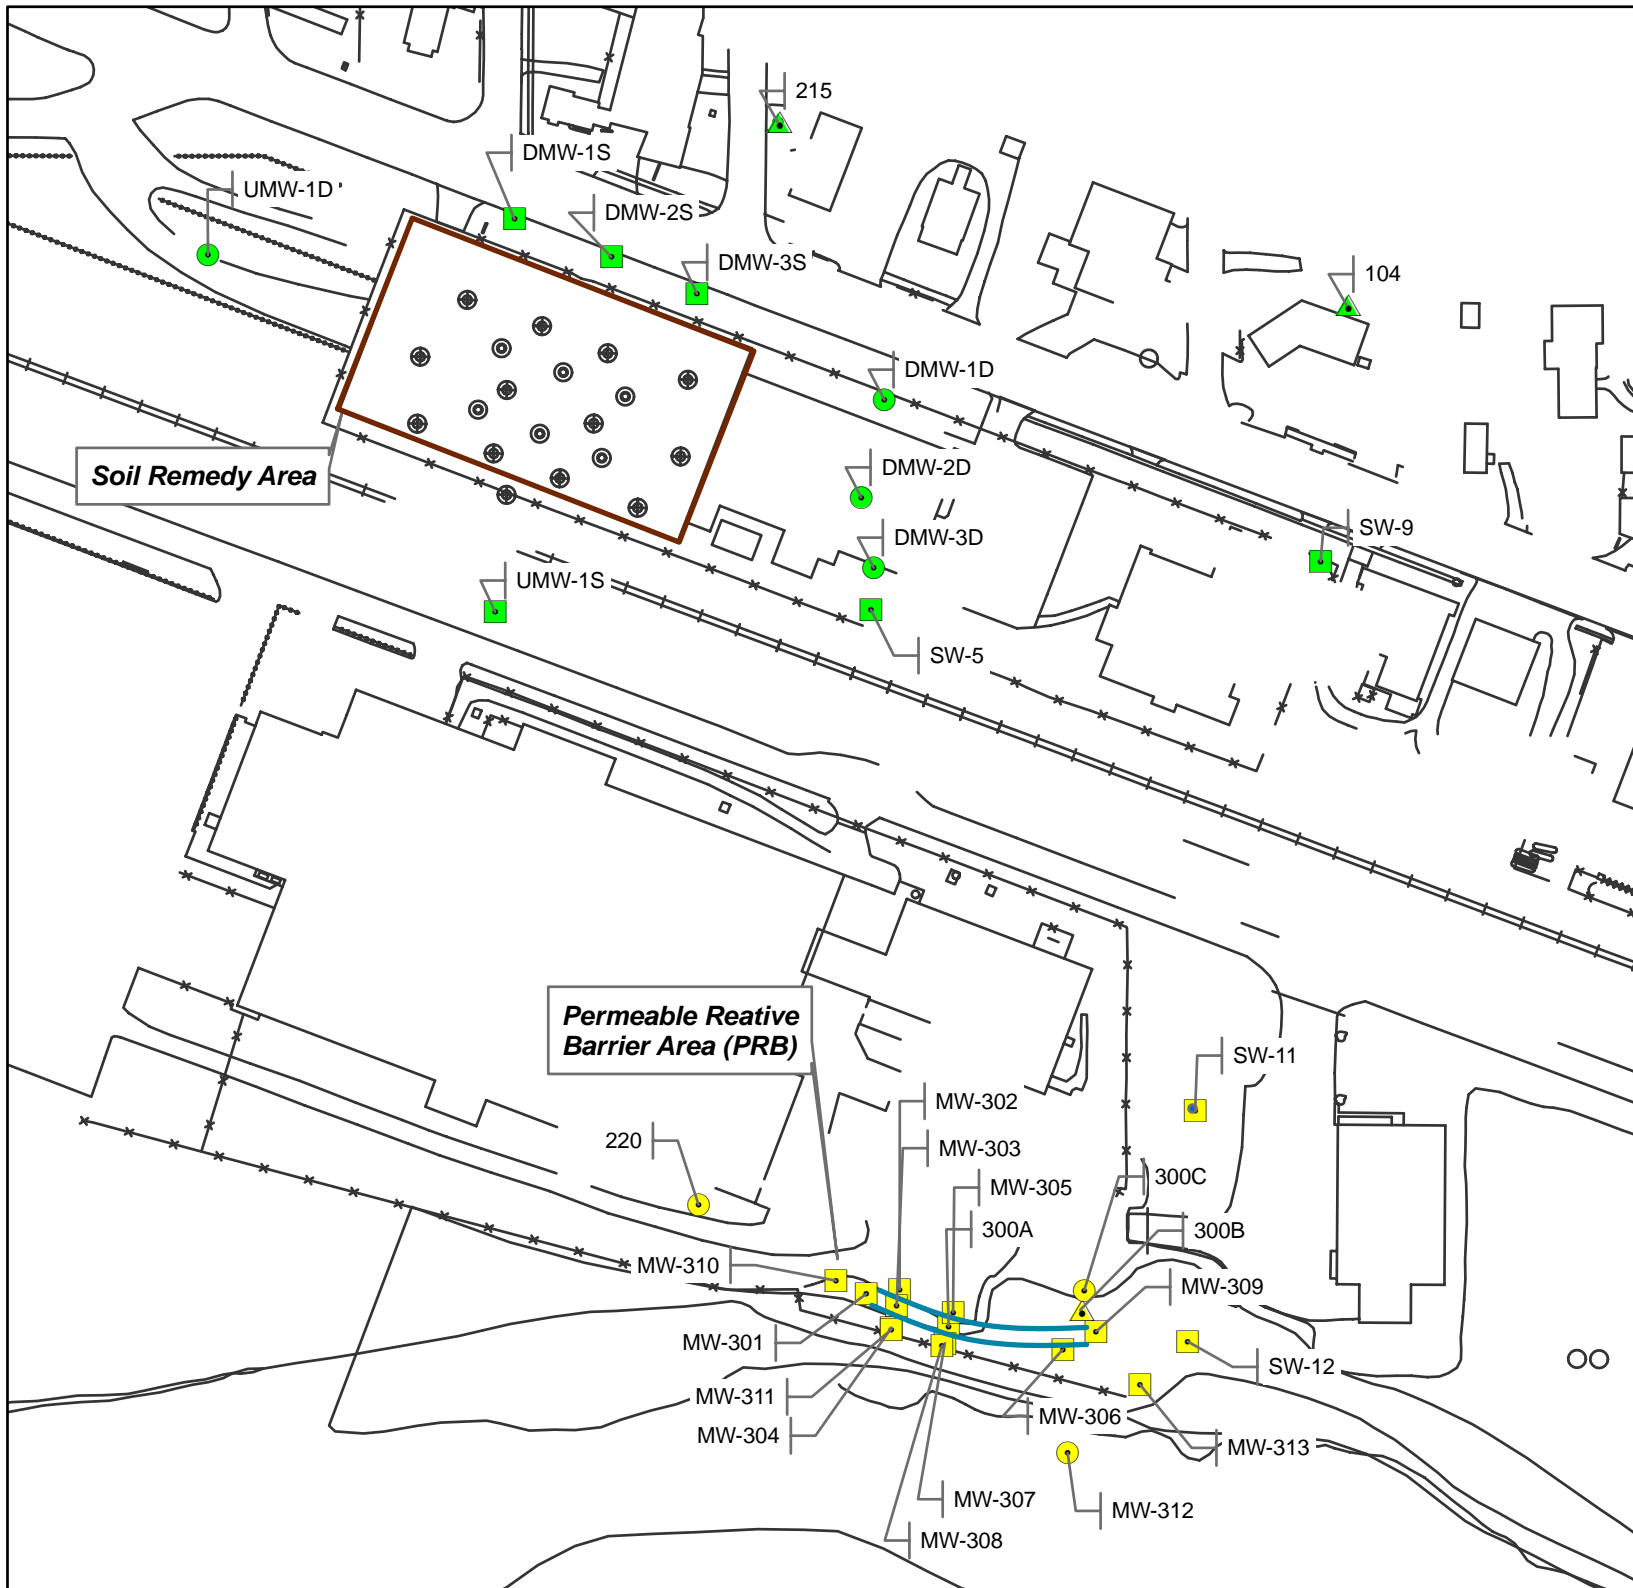 215
DMW-1S
UMW-1D
DMW-2S
DMW-3S
104
DMW-1D
DMW-2D
Soil Remedy Area
SW-9
DMW-3D
UMW-1S
SW-5
Permeable Reative
Barrier Area (PRB)
SW-11
MW-302
220
MW-303
300C
MW-305
300A
300B
MW-310
MW-309
MW-301
SW-12
MW-311
MW-306
MW-304
MW-313
MW-307
MW-312
MW-308